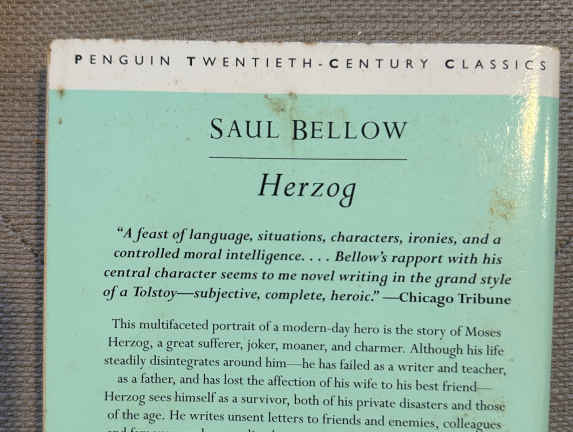 PENGUIN TWENTIETH-CENTURY CLASSICS
SAUL BELLOW
Herzog
“A feast of language, situations, characters, ironies, and a
controlled moral intelligence. . . . Bellow’s rapport with his
central character seems to me novel writing in the grand style
of a Tolstoy—subjective, complete, heroic.” —Chicago Tribune
This multifaceted portrait of a modern-day hero is the story of Moses
Herzog, a great sufferer, joker, moaner, and charmer. Although his life
steadily disintegrates around him—he has failed as a writer and teacher,
as a father, and has lost the affection of his wife to his best friend—
Herzog sees himself as a survivor, both of his private disasters and those
of the age. He writes unsent letters to friends and enemies, colleagues